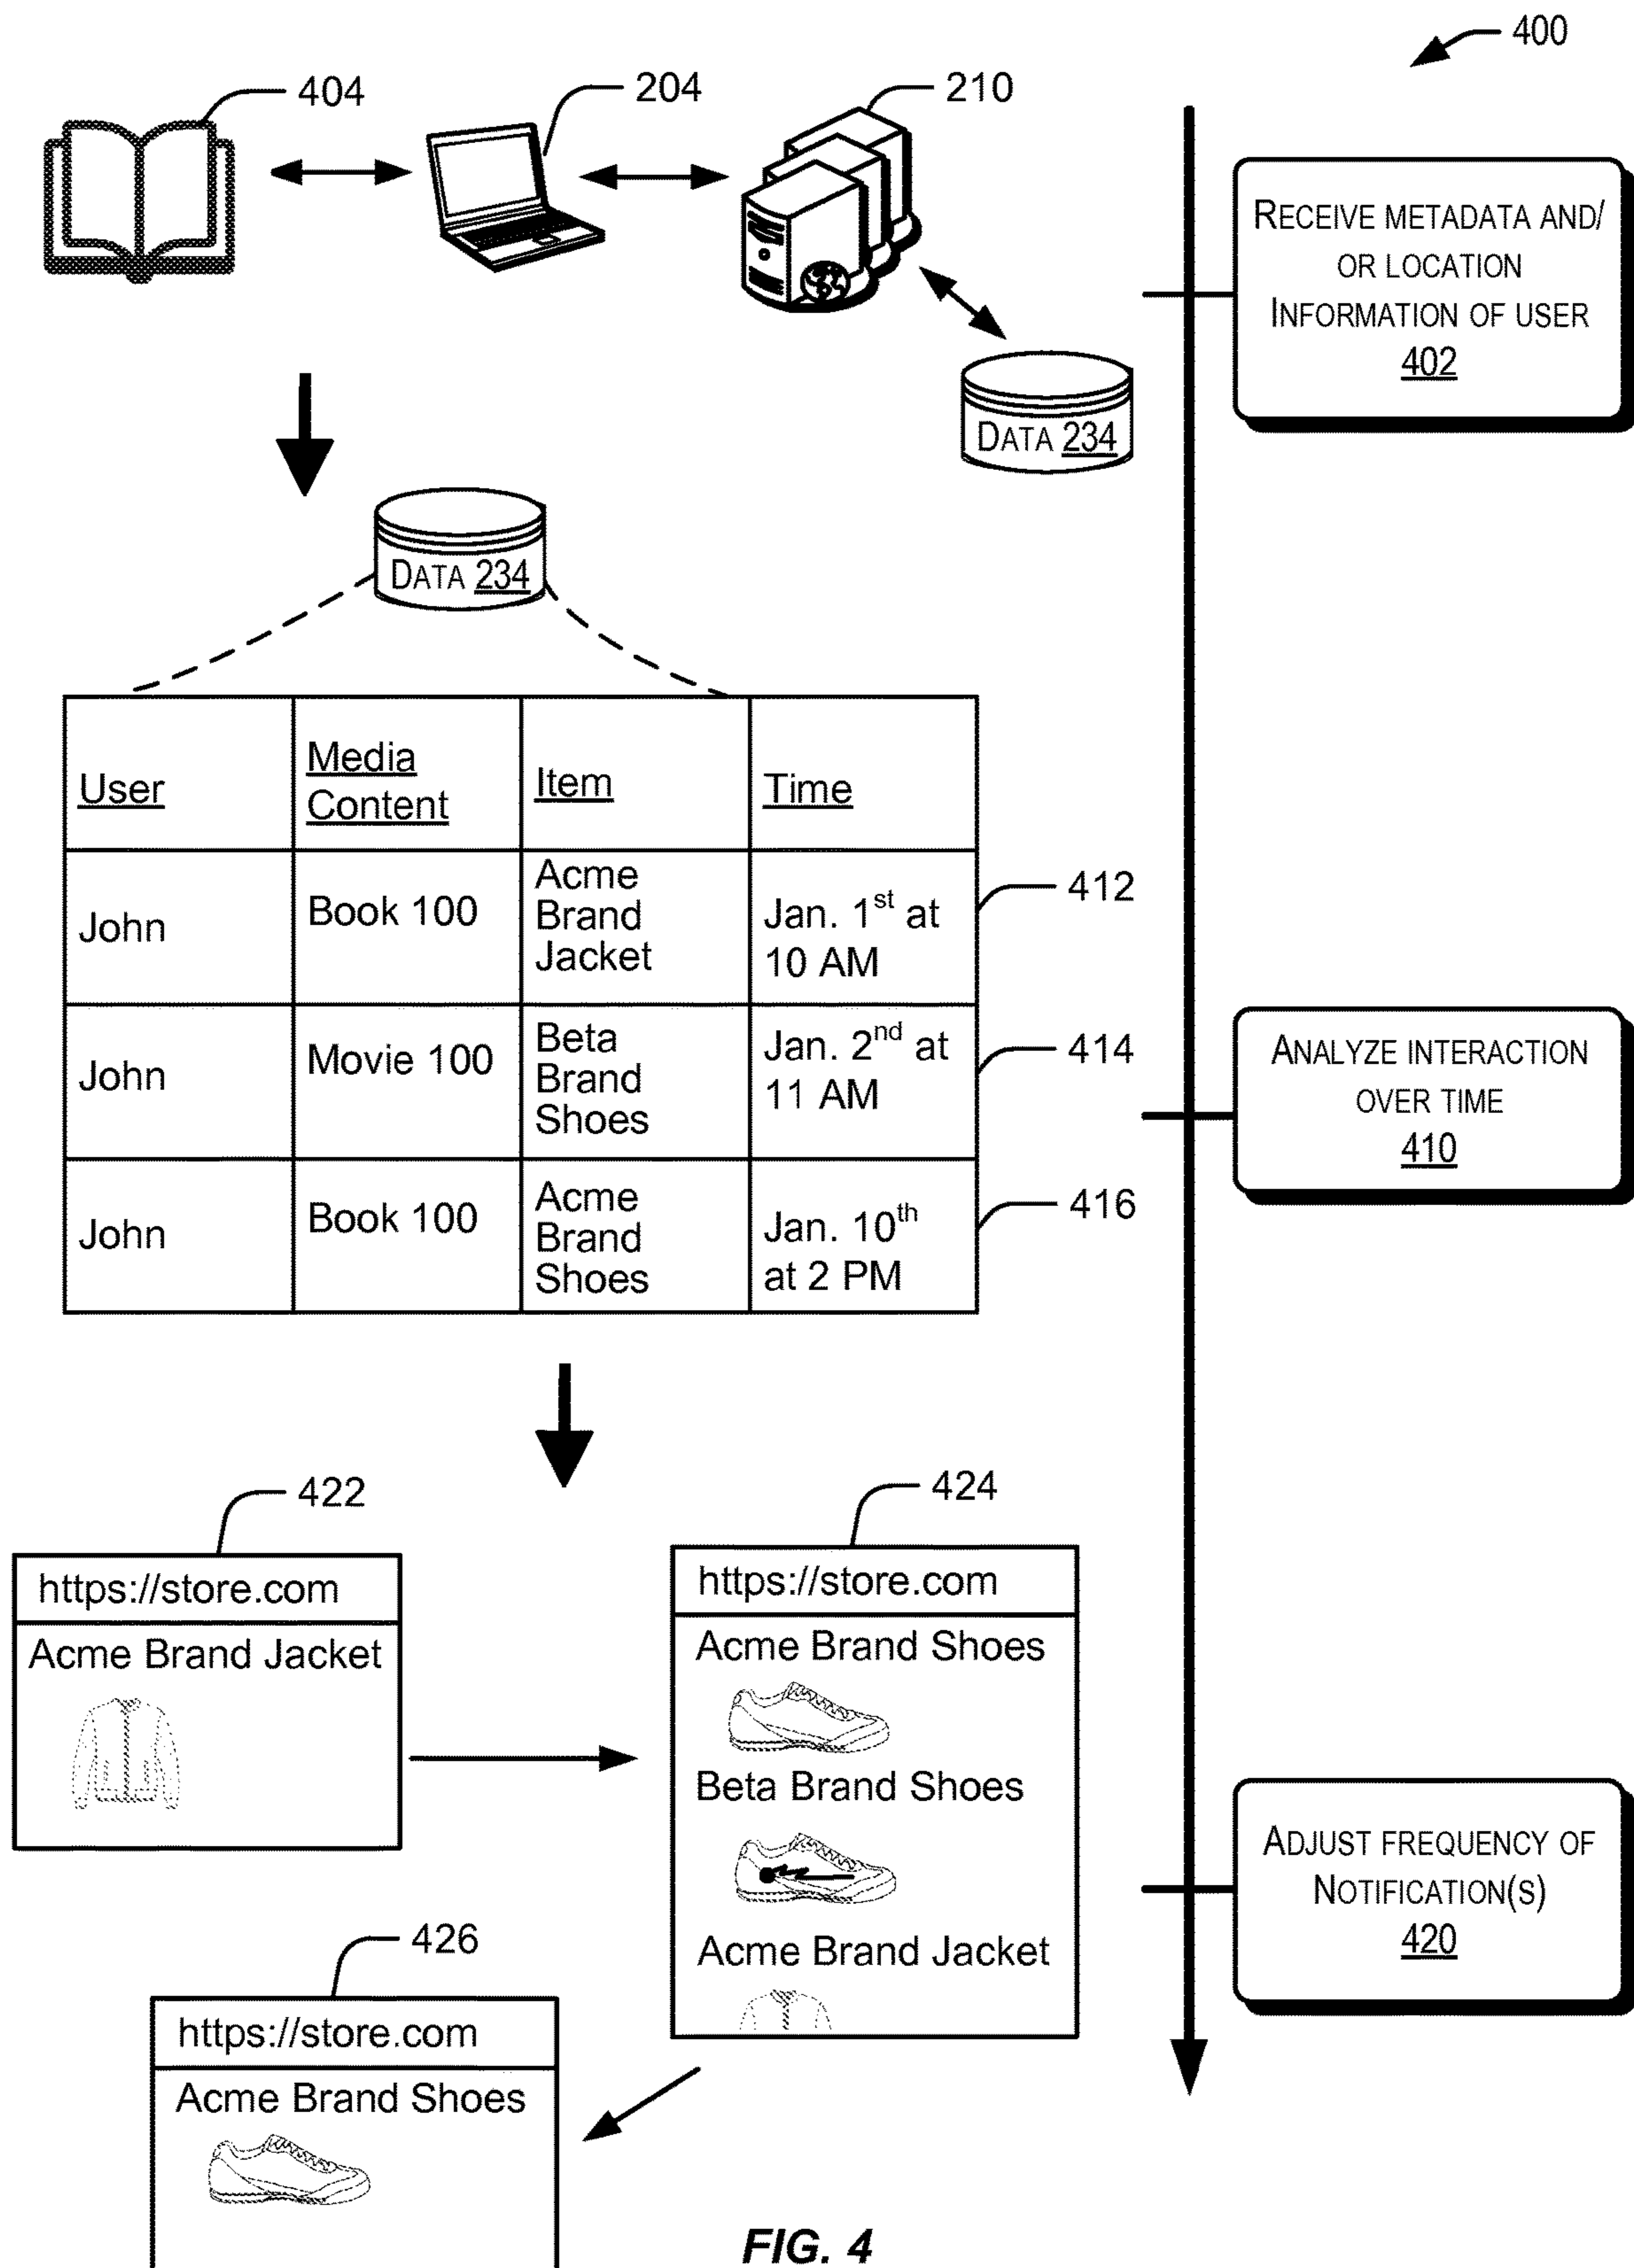 400
404
204
210
RECEIVE METADATA AND/
OR LOCATION
INFORMATION OF USER
402
DATA 234
DATA 234
User
Media
Content
Item
Time
John
Book 100
Acme
Brand
Jacket
Jan. 1st at
10 AM
412
John
Movie 100
Beta
Brand
Shoes
Jan. 2nd at
11 AM
414
John
Book 100
Acme
Brand
Shoes
Jan. 10th
at 2 PM
416
ANALYZE INTERACTION
OVER TIME
410
422
https://store.com
Acme Brand Jacket
424
https://store.com
Acme Brand Shoes
Beta Brand Shoes
Acme Brand Jacket
ADJUST FREQUENCY OF
NOTIFICATION(S)
420
426
https://store.com
Acme Brand Shoes
FIG. 4